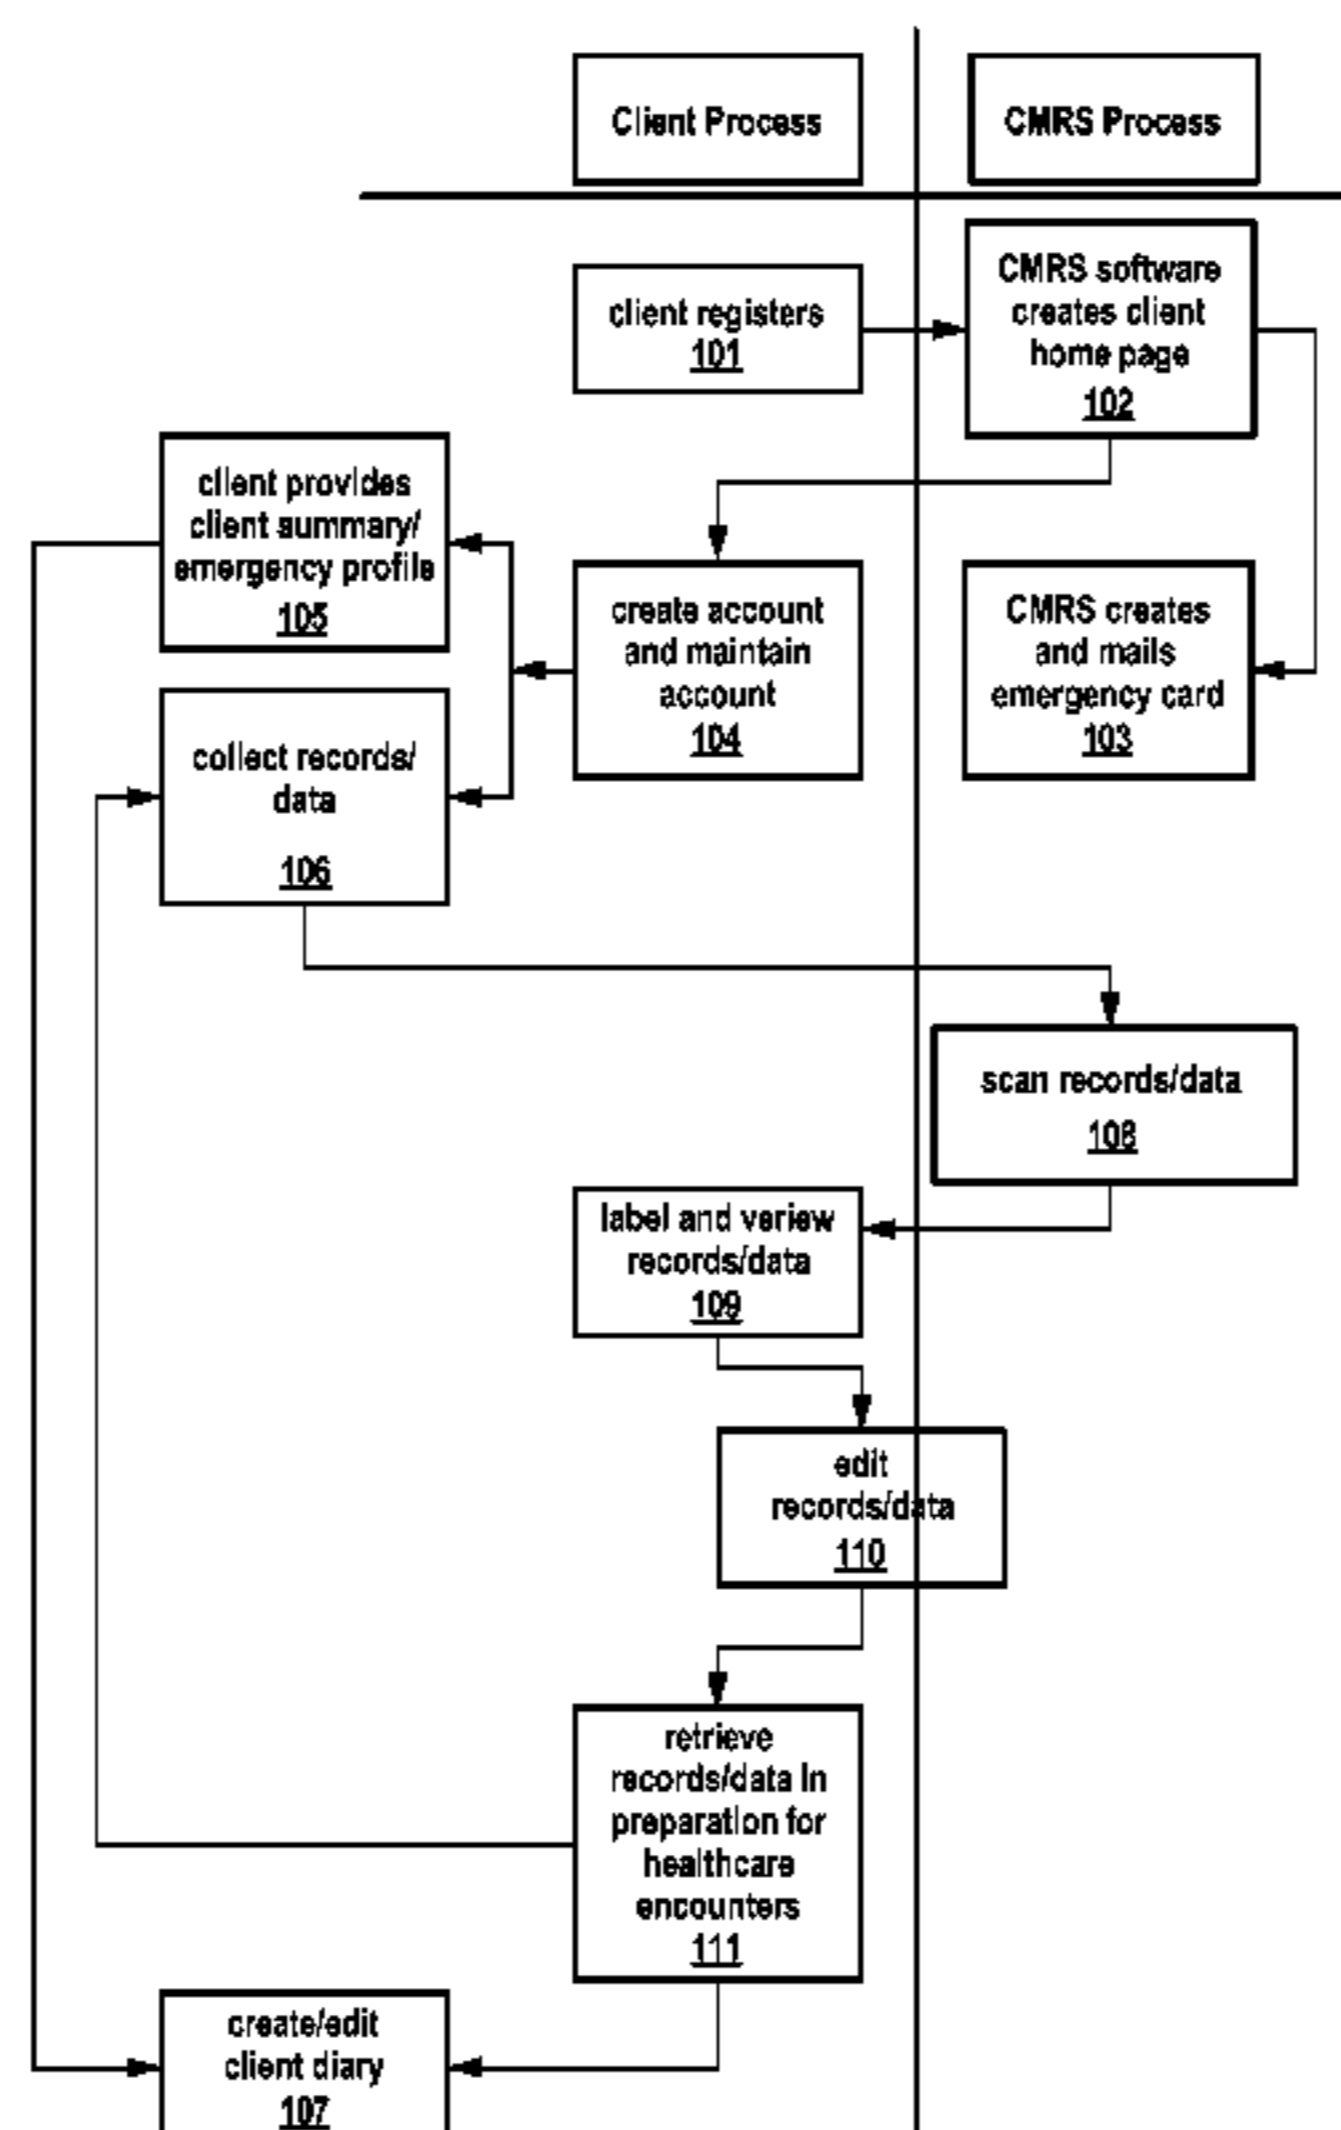 Client Process
CMRS Process
client registers
101
CMRS software
creates client
home page
102
client provides
client summary/
emergency profile
105
create account
and maintain
account
104
CMRS creates
and mails
emergency card
103
collect records/
data
106
scan records/data
108
label and veriew
records/data
109
edit
records/data
110
retrieve
records/data in
preparation for
healthcare
encounters
111
create/edit
client diary
107